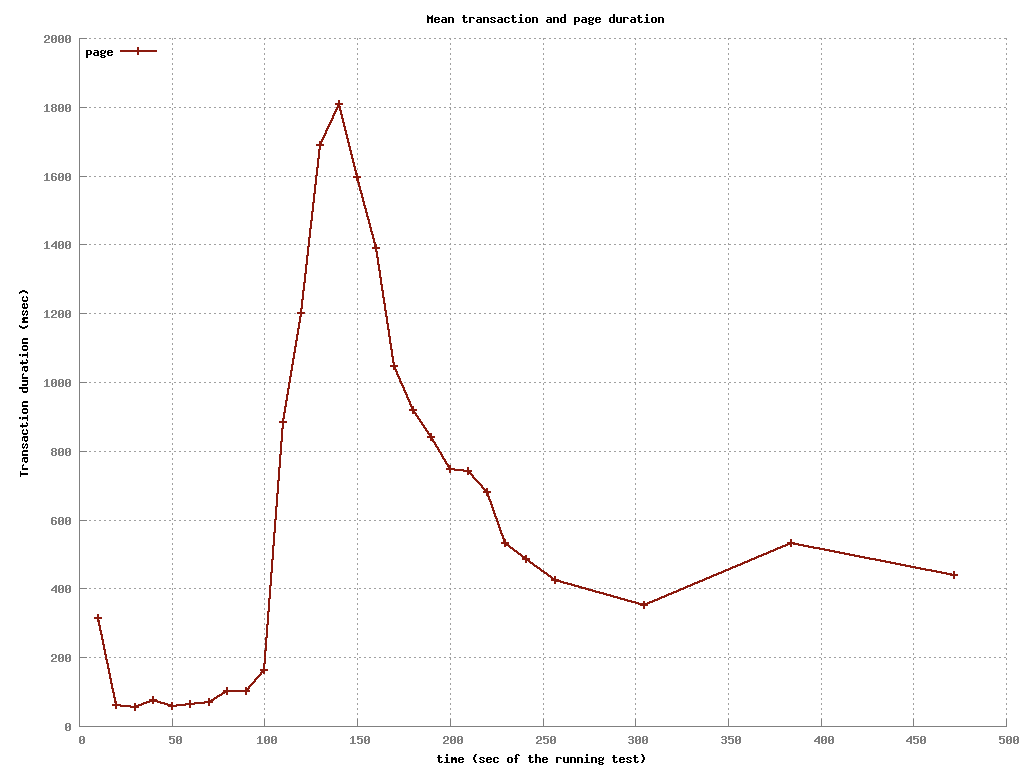 Mean transaction and page duration
page
2000
1800
1600
1400
1200
1000
800
600
400
200
0
Transaction duration (msec)
0 50 100 150 200 250 300 350 400 450 500
time (sec of the running test)